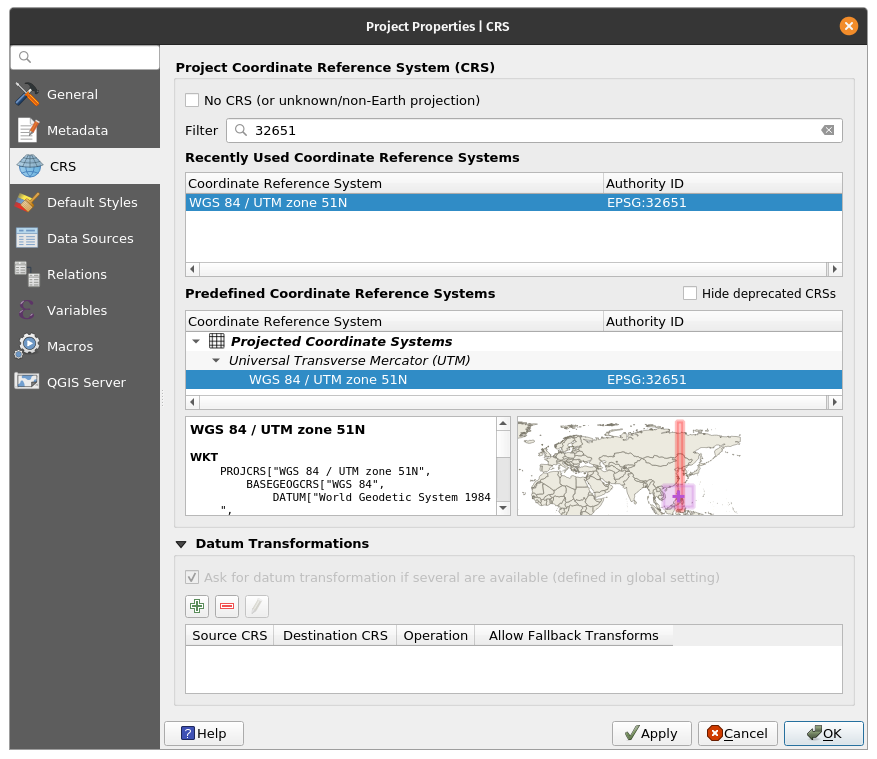 Project Properties | CRS
General
Metadata
CRS
Default Styles
Data Sources
Relations
Variables
Macros
QGIS Server
Project Coordinate Reference System (CRS)
No CRS (or unknown/non-Earth projection)
Filter 32651
Recently Used Coordinate Reference Systems
Coordinate Reference System Authority ID
WGS 84 / UTM zone 51N EPSG:32651
Predefined Coordinate Reference Systems Hide deprecated CRSs
Coordinate Reference System Authority ID
Projected Coordinate Systems
Universal Transverse Mercator (UTM)
WGS 84 / UTM zone 51N EPSG:32651
WGS 84 / UTM zone 51N
WKT
PROJCRS["WGS 84 / UTM zone 51N",
BASEGEOGCRS["WGS 84",
DATUM["World Geodetic System 1984
",
Datum Transformations
Ask for datum transformation if several are available (defined in global setting)
Source CRS Destination CRS Operation Allow Fallback Transforms
Help Apply Cancel OK